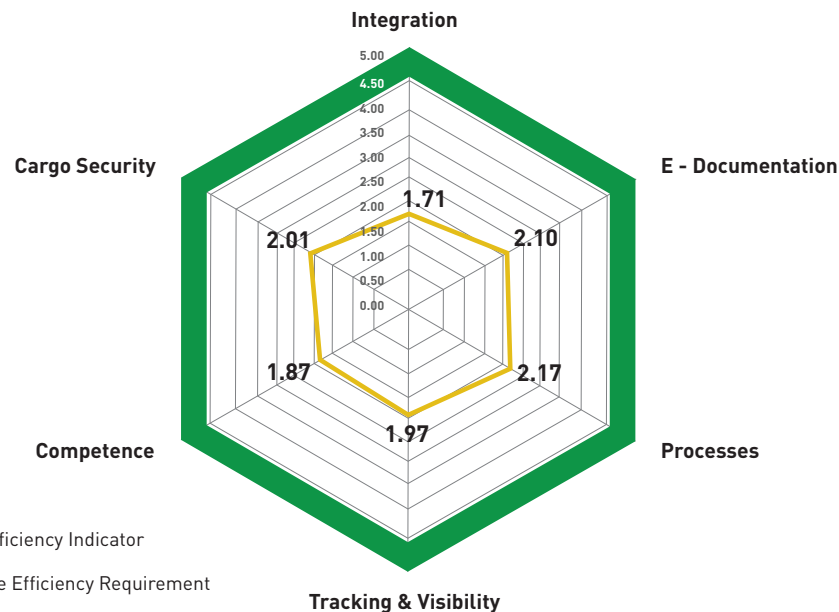 Integration
5.00
4.50
4.00
3.50
3.00
2.50
2.00
1.50
1.00
0.50
0.00
Cargo Security
E - Documentation
1.71
2.01
2.10
1.87
2.17
1.97
Competence
Processes
ficiency Indicator
e Efficiency Requirement
Tracking & Visibility